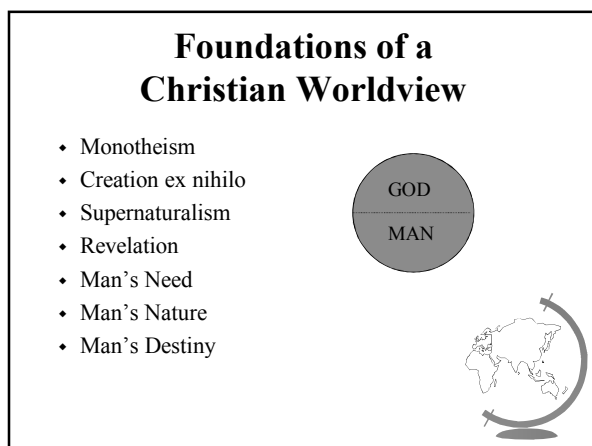 Foundations of a
Christian Worldview
Monotheism
Creation ex nihilo
Supernaturalism
Revelation
Man’s Need
Man’s Nature
Man’s Destiny
GOD
MAN